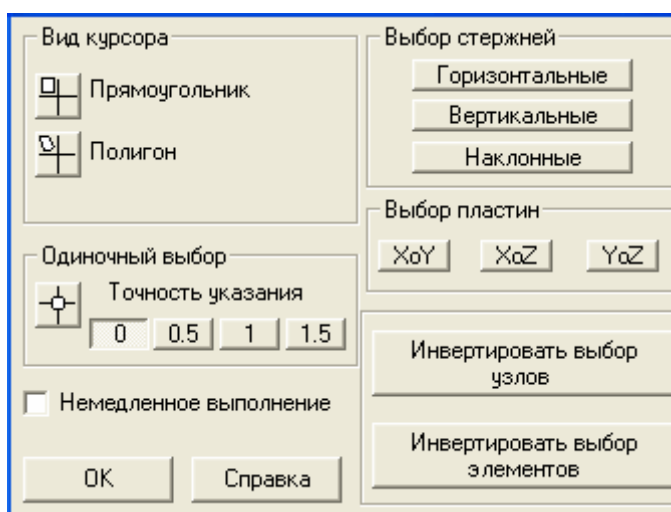 Вид курсора
Прямоугольник
Полигон
Одиночный выбор
Точность указания
0 0.5 1 1.5
Немедленное выполнение
OK Справка
Выбор стержней
Горизонтальные
Вертикальные
Наклонные
Выбор пластин
XoY XoZ YoZ
Инвертировать выбор
узлов
Инвертировать выбор
элементов